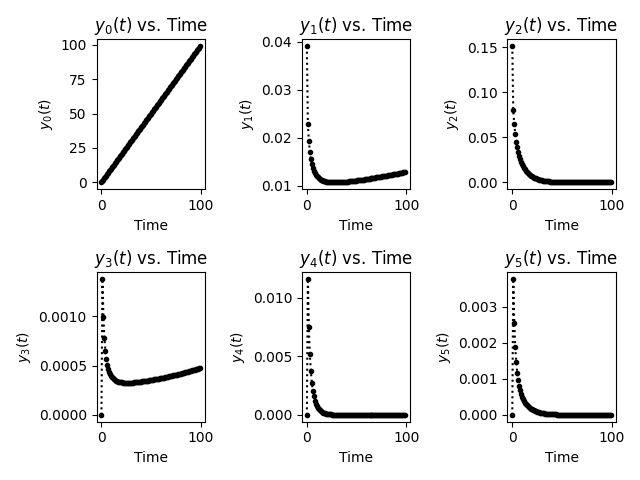 y₀(t) vs. Time
y₁(t) vs. Time
y₂(t) vs. Time
y₀(t)
100
75
50
25
0
0
100
Time
y₁(t)
0.04
0.03
0.02
0.01
0
100
Time
y₂(t)
0.15
0.10
0.05
0.00
0
100
Time
y₃(t) vs. Time
y₄(t) vs. Time
y₅(t) vs. Time
y₃(t)
0.0010
0.0005
0.0000
0
100
Time
y₄(t)
0.010
0.005
0.000
0
100
Time
y₅(t)
0.003
0.002
0.001
0.000
0
100
Time